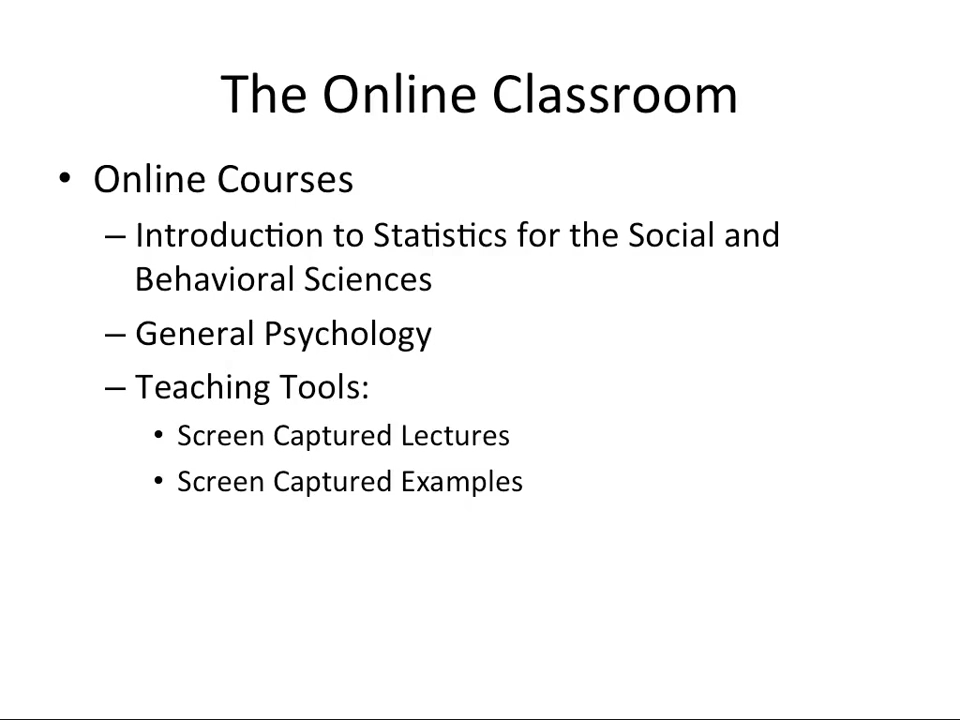 The Online Classroom
• Online Courses
– Introduction to Statistics for the Social and
Behavioral Sciences
– General Psychology
– Teaching Tools:
• Screen Captured Lectures
• Screen Captured Examples